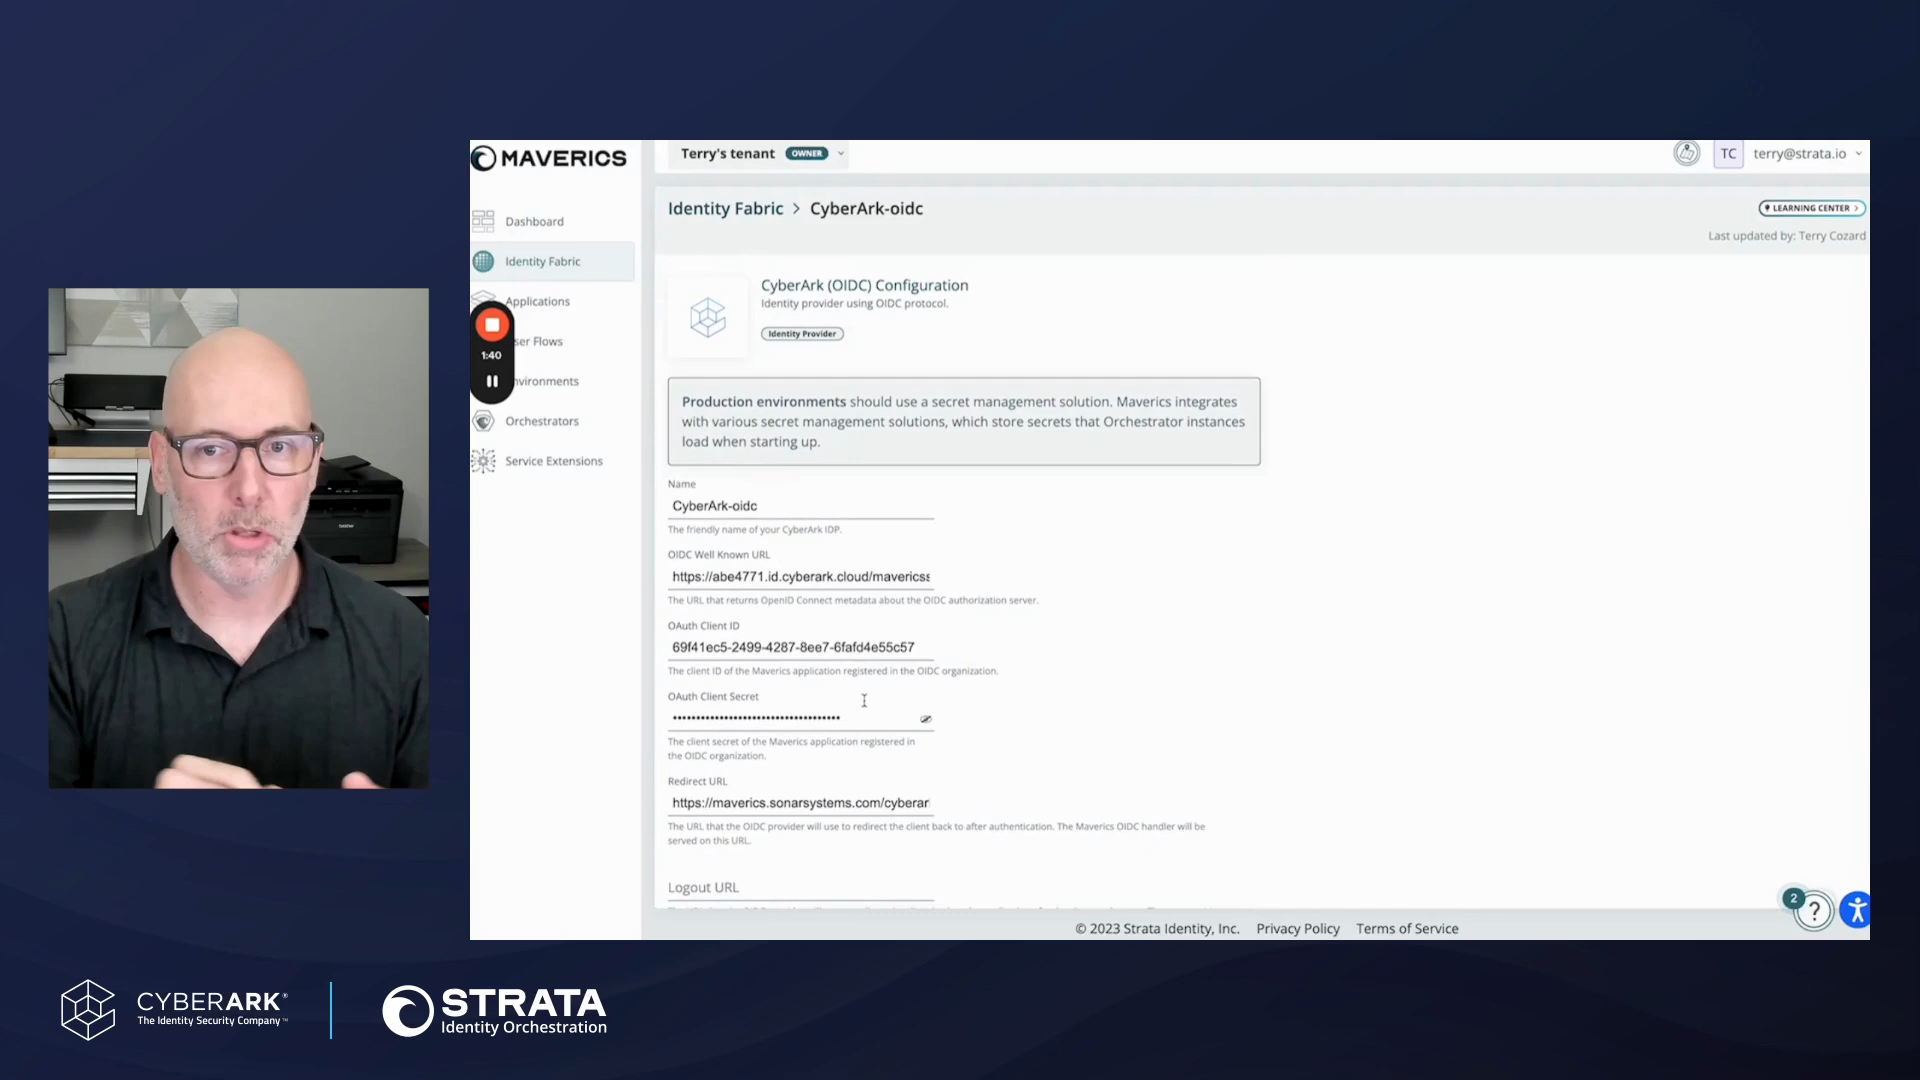 MAVERICS
Terry's tenant OWNER
TC terry@strata.io
Dashboard
Identity Fabric
Applications
ser Flows
nvironments
Orchestrators
Service Extensions
1:40
Identity Fabric > CyberArk-oidc
LEARNING CENTER >
Last updated by: Terry Cozard
CyberArk (OIDC) Configuration
Identity provider using OIDC protocol.
Identity Provider
Production environments should use a secret management solution. Maverics integrates
with various secret management solutions, which store secrets that Orchestrator instances
load when starting up.
Name
CyberArk-oidc
The friendly name of your CyberArk IDP.
OIDC Well Known URL
https://abe4771.id.cyberark.cloud/mavericss
The URL that returns OpenID Connect metadata about the OIDC authorization server.
OAuth Client ID
69f41ec5-2499-4287-8ee7-6fafd4e55c57
The client ID of the Maverics application registered in the OIDC organization.
OAuth Client Secret
The client secret of the Maverics application registered in
the OIDC organization.
Redirect URL
https://maverics.sonarsystems.com/cyberar
The URL that the OIDC provider will use to redirect the client back to after authentication. The Maverics OIDC handler will be
served on this URL.
Logout URL
2
?
© 2023 Strata Identity, Inc. Privacy Policy Terms of Service
brother
CYBERARK®
The Identity Security Company™
STRATA
Identity Orchestration